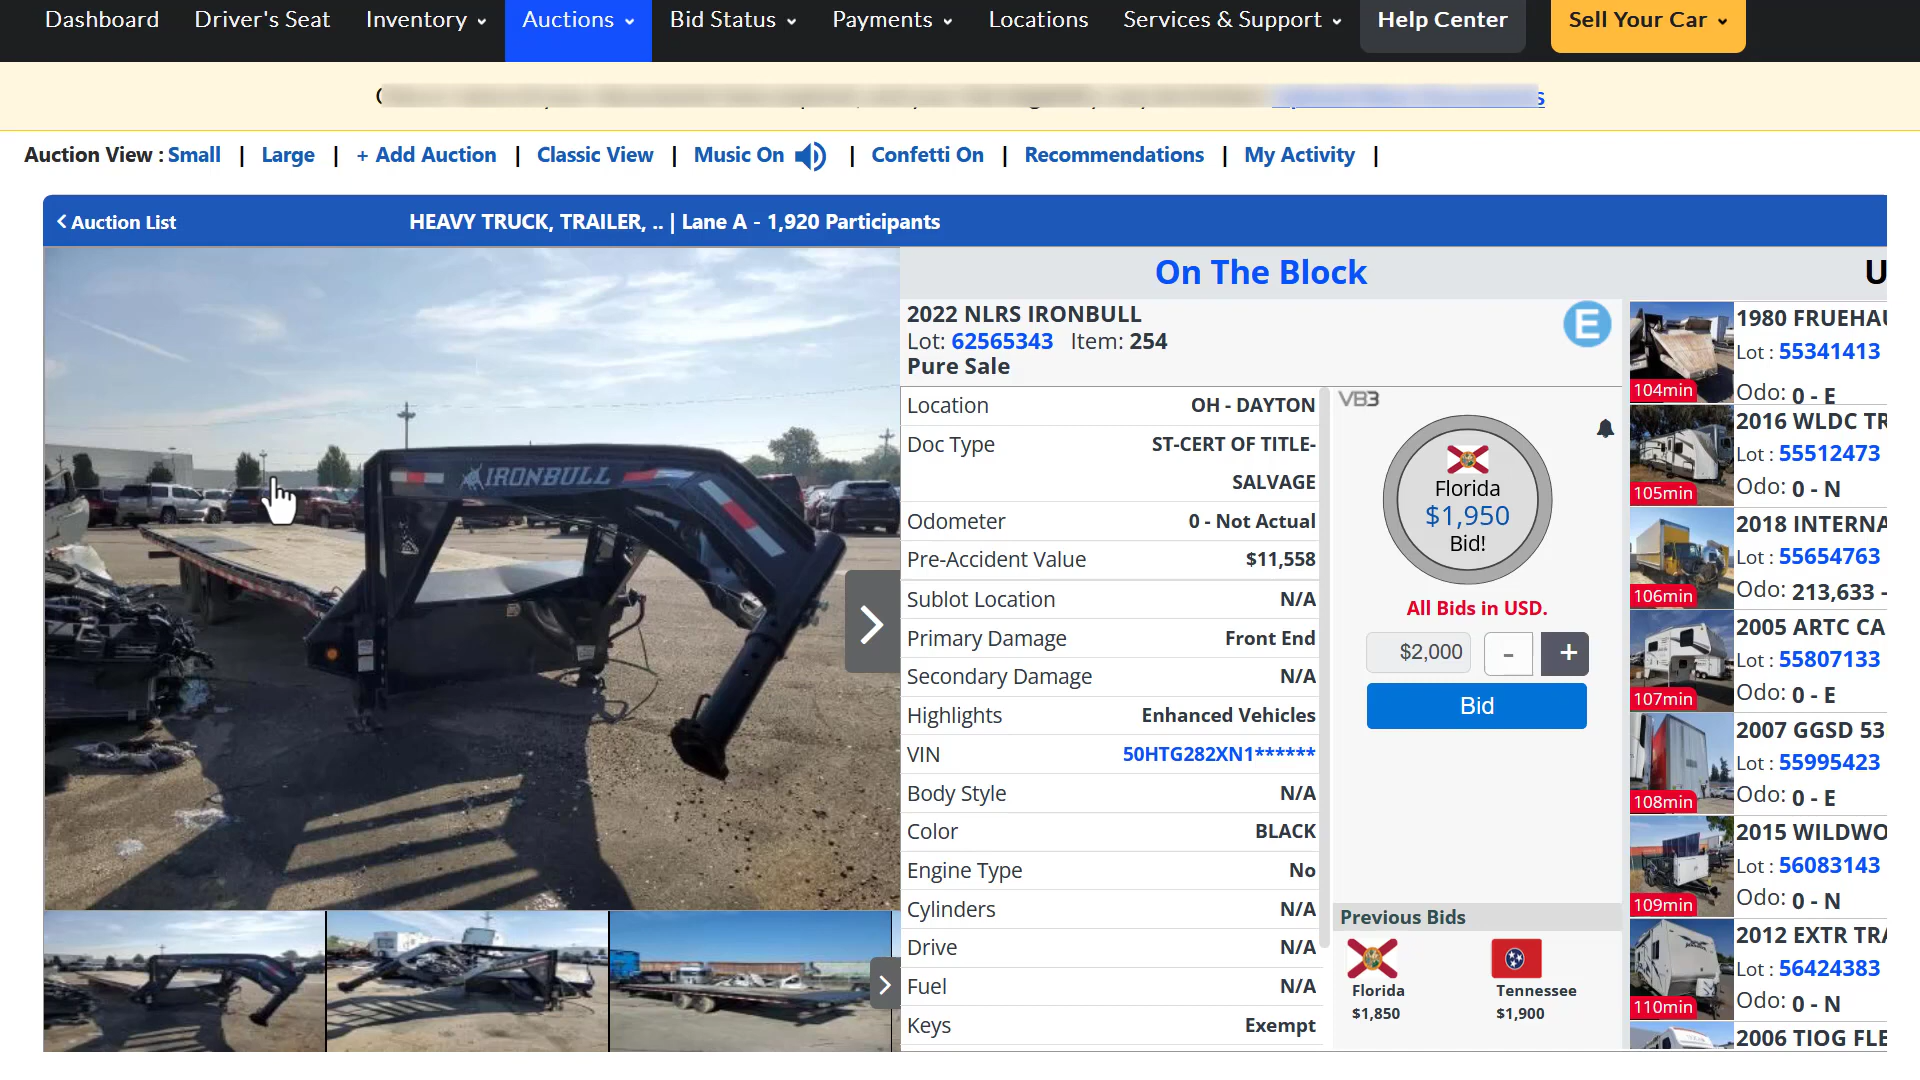 Dashboard Driver's Seat Inventory Auctions Bid Status Payments Locations Services & Support Help Center Sell Your Car
Auction View : Small | Large | + Add Auction | Classic View | Music On | Confetti On | Recommendations | My Activity |
Auction List
HEAVY TRUCK, TRAILER, .. | Lane A - 1,920 Participants
IRONBULL
On The Block
2022 NLRS IRONBULL
Lot: 62565343 Item: 254
Pure Sale
E
Location OH - DAYTON
Doc Type ST-CERT OF TITLE-
SALVAGE
Odometer 0 - Not Actual
Pre-Accident Value $11,558
Sublot Location N/A
Primary Damage Front End
Secondary Damage N/A
Highlights Enhanced Vehicles
VIN 50HTG282XN1******
Body Style N/A
Color BLACK
Engine Type No
Cylinders N/A
Drive N/A
Fuel N/A
Keys Exempt
VB3
Florida
$1,950
Bid!
All Bids in USD.
$2,000 - +
Bid
Previous Bids
Florida
$1,850
Tennessee
$1,900
U
1980 FRUEHAU
Lot : 55341413
Odo: 0 - E
104min
2016 WLDC TR
Lot : 55512473
Odo: 0 - N
105min
2018 INTERNA
Lot : 55654763
Odo: 213,633 -
106min
2005 ARTC CA
Lot : 55807133
Odo: 0 - E
107min
2007 GGSD 53
Lot : 55995423
Odo: 0 - E
108min
2015 WILDWO
Lot : 56083143
Odo: 0 - N
109min
2012 EXTR TRA
Lot : 56424383
Odo: 0 - N
110min
2006 TIOG FLE